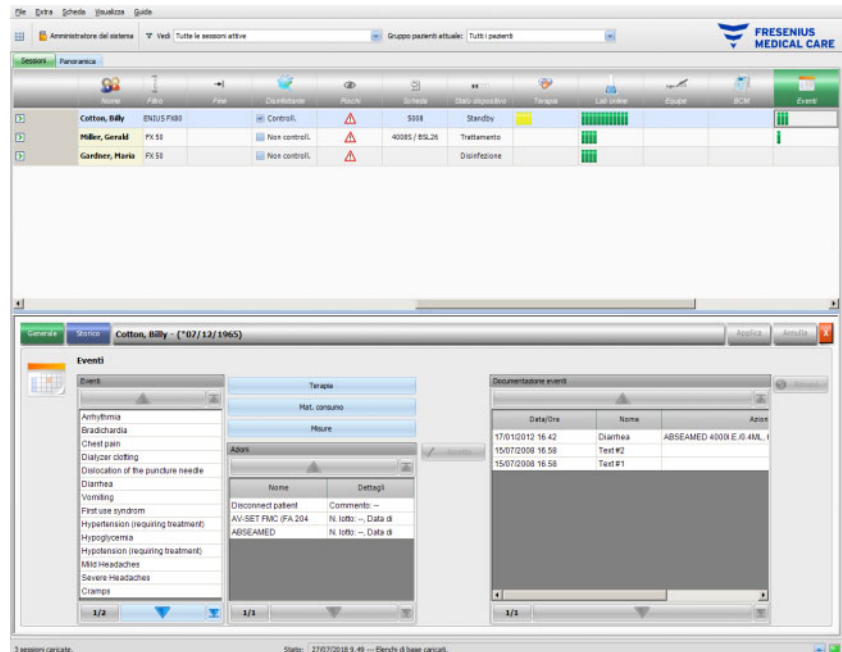 File Extra Scheda Visualizza Guida
Amministratore del sistema Vedi Tutte le sessioni attive Gruppo pazienti attuale: Tutti i pazienti
FRESENIUS
MEDICAL CARE
Sessioni Panoramica
Nome Filtro Fine Disinfettante Rischi Scheda Stato dispositivo Terapia Lab online Equipe BCM Eventi
Cotton, Billy ENIUS FX80 Controll. 5008 Standby
Miller, Gerald FX 50 Non controll. 4008S / BSL26 Trattamento
Gardner, Maria FX 50 Non controll. Disinfezione
Generale Storico Cotton, Billy - (*07/12/1965) Applica Annulla X
Eventi
Eventi
Arrhythmia
Bradichardia
Chest pain
Dialyzer clotting
Dislocation of the puncture needle
Diarrhea
Vomiting
First use syndrom
Hypertension (requiring treatment)
Hypoglycemia
Hypotension (requiring treatment)
Mild Headaches
Severe Headaches
Cramps
1/2
Terapia
Mat. consumo
Misure
Azioni
Nome Dettagli
Disconnect patient Commento: --
AV-SET FMC (FA 204 N. lotto: --, Data di
ABSEAMED N. lotto: --, Data di
1/1
Documentazione eventi
Data/Ora Nome Azion
17/01/2012 16.42 Diarrhea ABSEAMED 4000I.E./0.4ML,
15/07/2008 16.58 Text #2
15/07/2008 16.58 Text #1
1/1
3 sessioni caricate. Stato: 27/07/2018 9.49 --- Elenchi di base caricati.